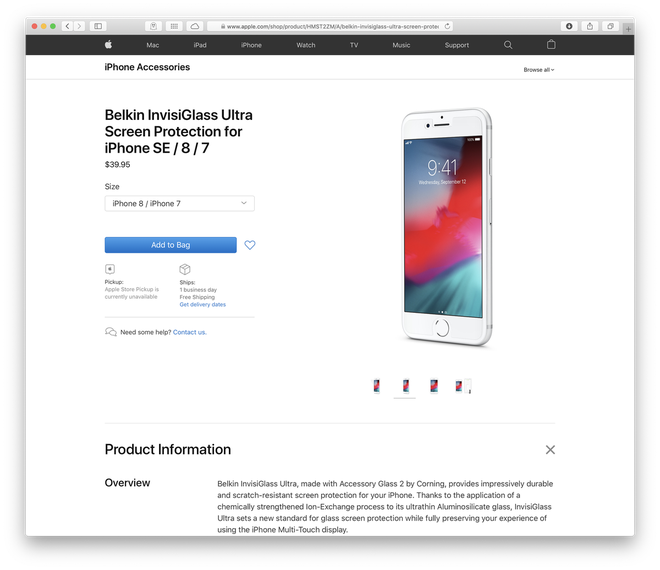 www.apple.com/shop/product/HMST2ZM/A/belkin-invisiglass-ultra-screen-protec
Mac iPad iPhone Watch TV Music Support
iPhone Accessories
Browse all
Belkin InvisiGlass Ultra
Screen Protection for
iPhone SE / 8 / 7
$39.95
Size
iPhone 8 / iPhone 7
Add to Bag
Pickup:
Apple Store Pickup is
currently unavailable
Ships:
1 business day
Free Shipping
Get delivery dates
Need some help? Contact us.
9:41
Wednesday, September 12
100%
Product Information
Overview
Belkin InvisiGlass Ultra, made with Accessory Glass 2 by Corning, provides impressively durable
and scratch-resistant screen protection for your iPhone. Thanks to the application of a
chemically strengthened Ion-Exchange process to its ultrathin Aluminosilicate glass, InvisiGlass
Ultra sets a new standard for glass screen protection while fully preserving your experience of
using the iPhone Multi-Touch display.